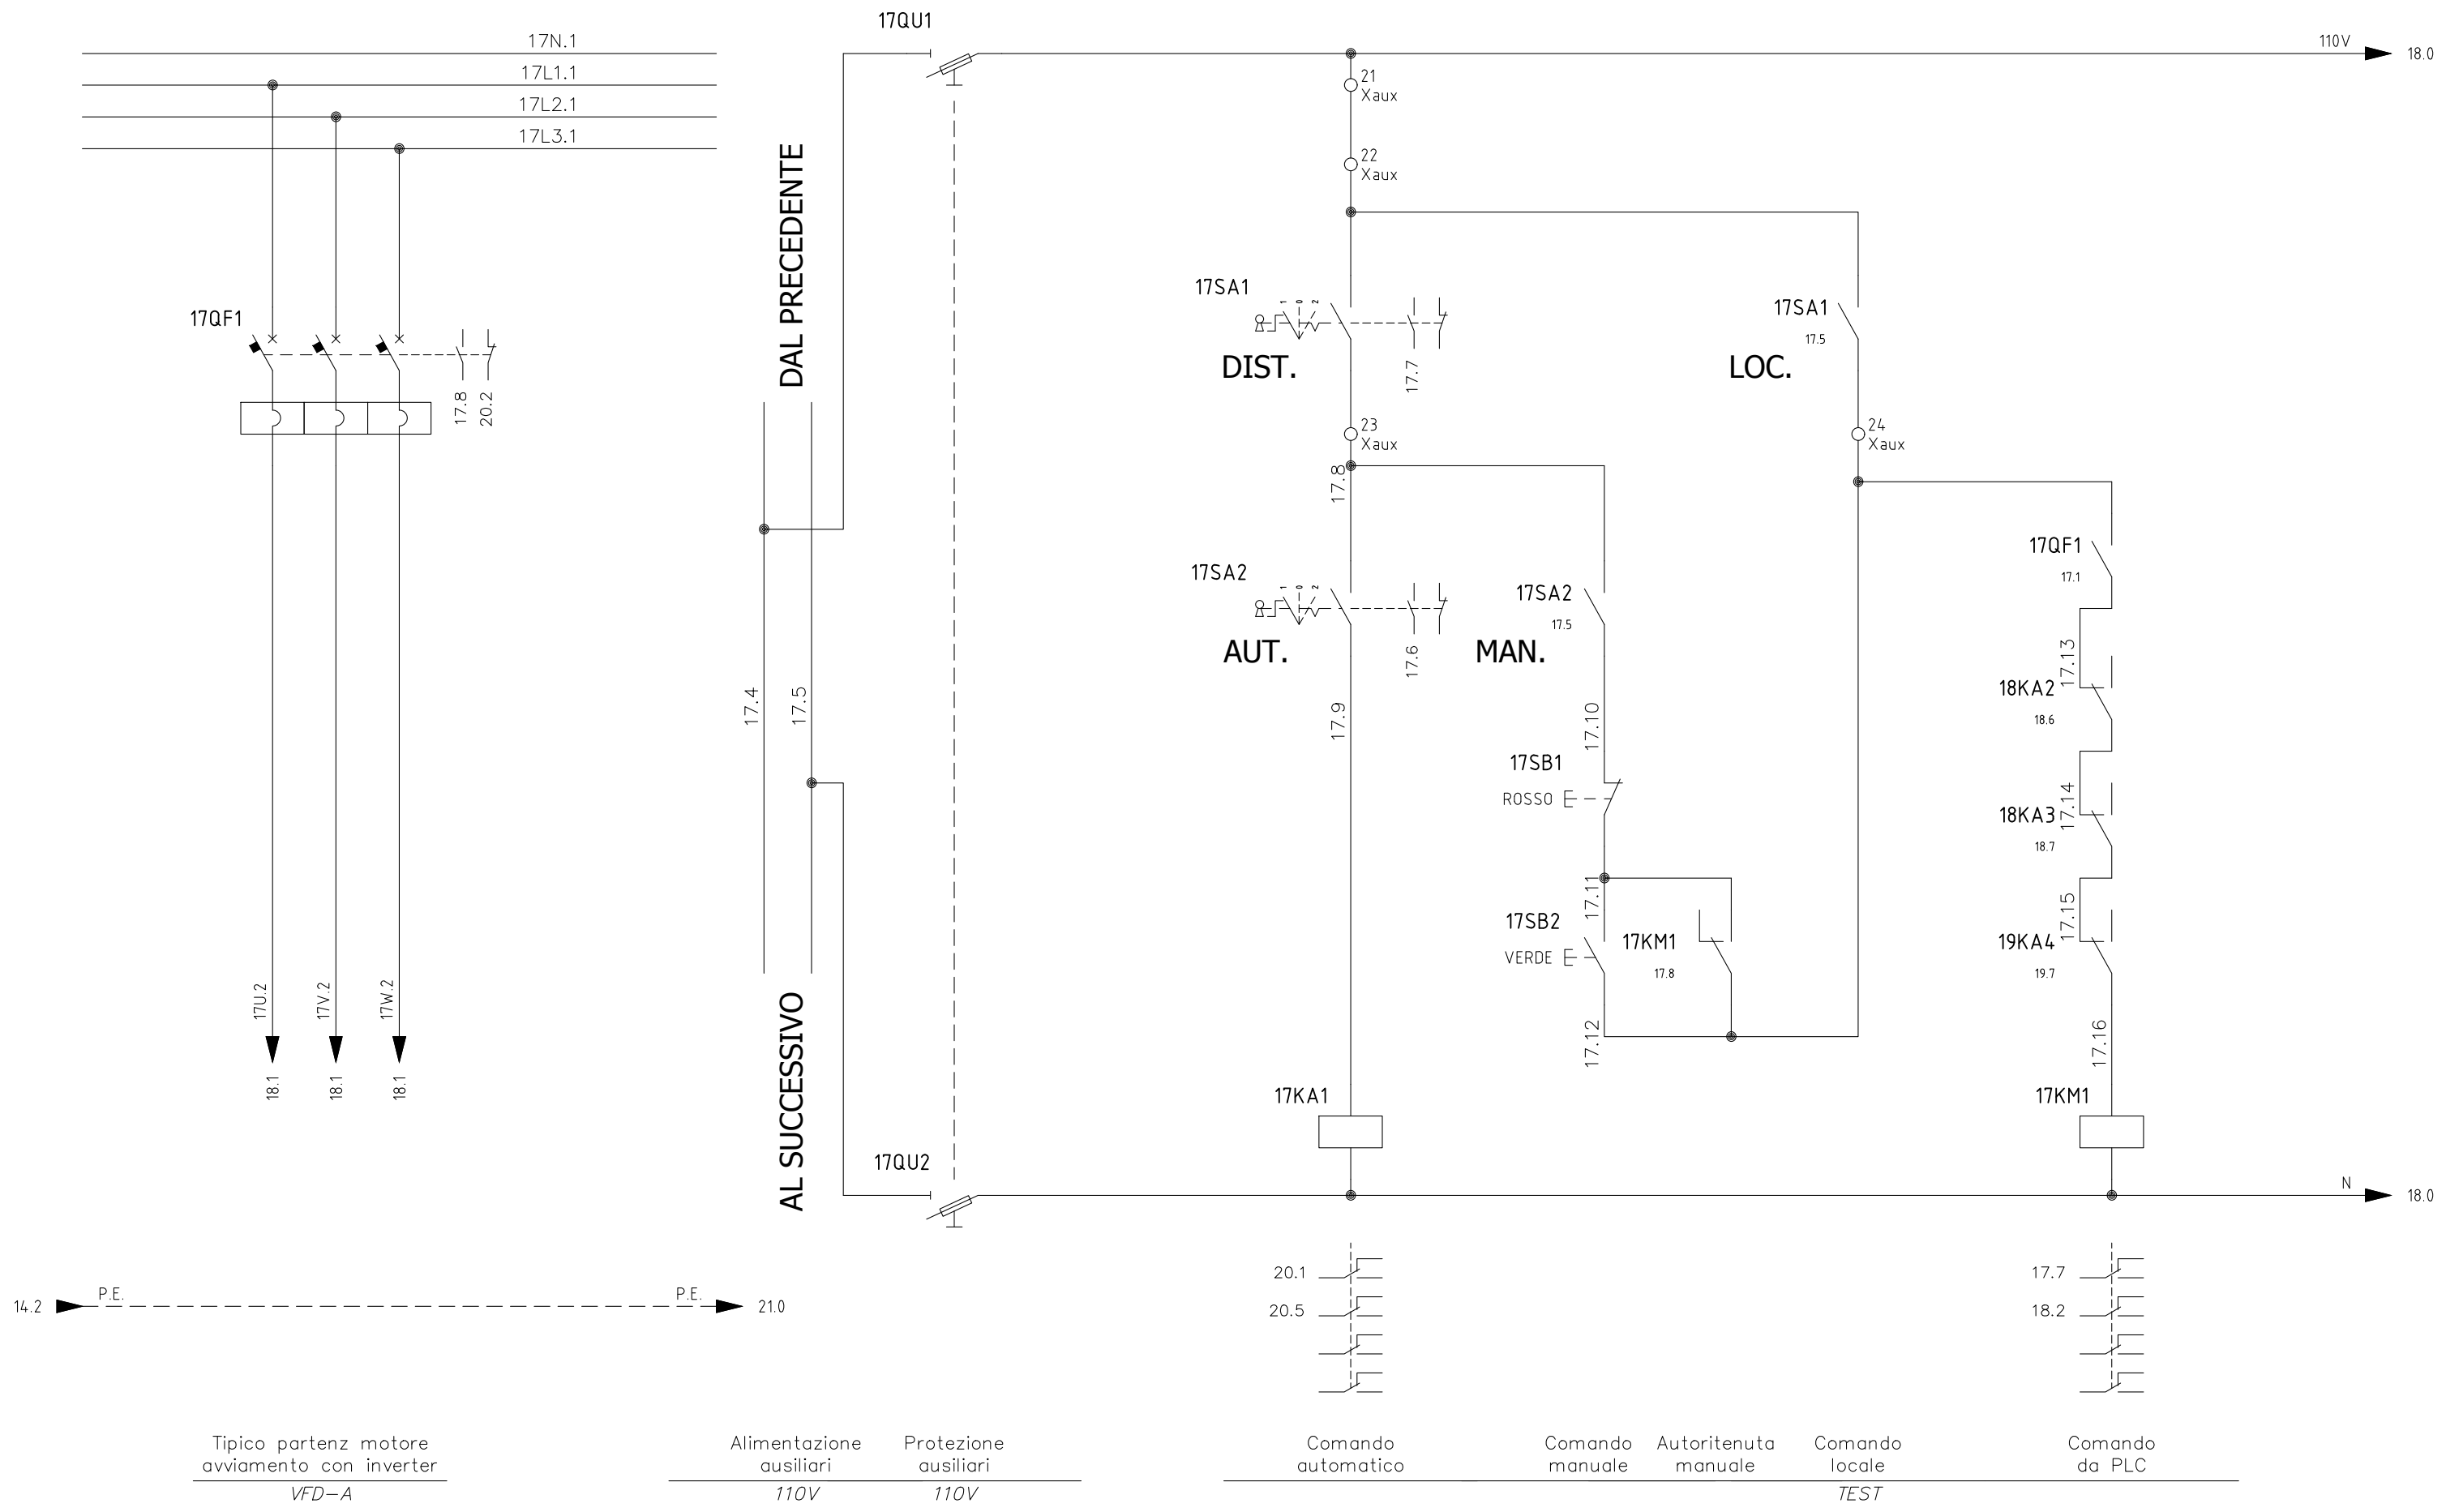 17QU1
17N.1
17L1.1
17L2.1
17L3.1
110V
18.0
21
Xaux
22
Xaux
DAL PRECEDENTE
17QF1
17.8
20.2
17SA1
1
0
2
DIST.
17.7
17SA1
17.5
LOC.
23
Xaux
24
Xaux
17.8
17QF1
17.1
17SA2
1
0
2
AUT.
17.6
17SA2
17.5
MAN.
17.13
18KA2
18.6
17.4
17.5
17.9
17.10
17SB1
ROSSO
17.14
18KA3
18.7
17.11
17SB2
VERDE
17KM1
17.8
17.15
19KA4
19.7
17U.2
17V.2
17W.2
18.1
18.1
18.1
AL SUCCESSIVO
17.12
17.16
17KA1
17KM1
17QU2
N
18.0
14.2
P.E.
P.E.
21.0
20.1
20.5
17.7
18.2
Tipico partenz motore
avviamento con inverter
VFD-A
Alimentazione
ausiliari
110V
Protezione
ausiliari
110V
Comando
automatico
Comando
manuale
Autoritenuta
manuale
Comando
locale
Comando
da PLC
TEST